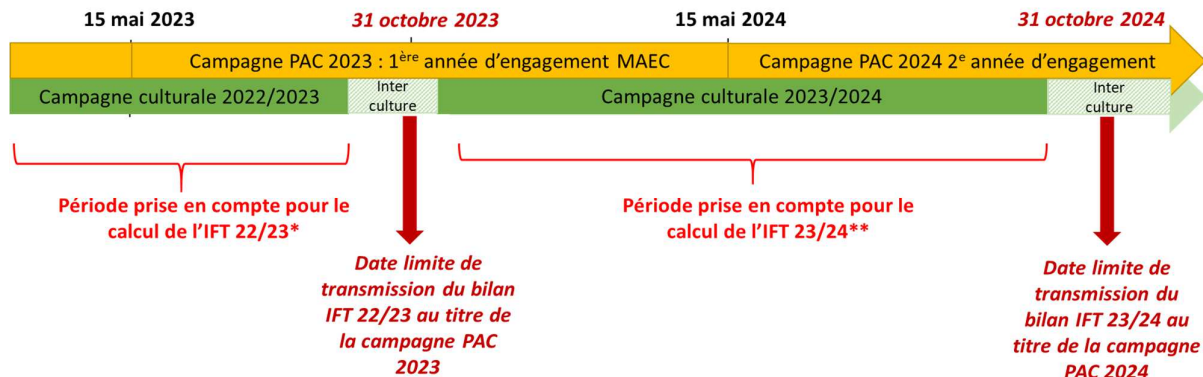 15 mai 2023
31 octobre 2023
15 mai 2024
31 octobre 2024
Campagne PAC 2023 : 1ère année d’engagement MAEC
Campagne PAC 2024 2e année d’engagement
Campagne culturale 2022/2023
Inter
culture
Campagne culturale 2023/2024
Inter
culture
Période prise en compte pour le
calcul de l’IFT 22/23*
Période prise en compte pour le
calcul de l’IFT 23/24**
Date limite de
transmission du bilan
IFT 22/23 au titre de
la campagne PAC
2023
Date limite de
transmission du
bilan IFT 23/24 au
titre de la campagne
PAC 2024